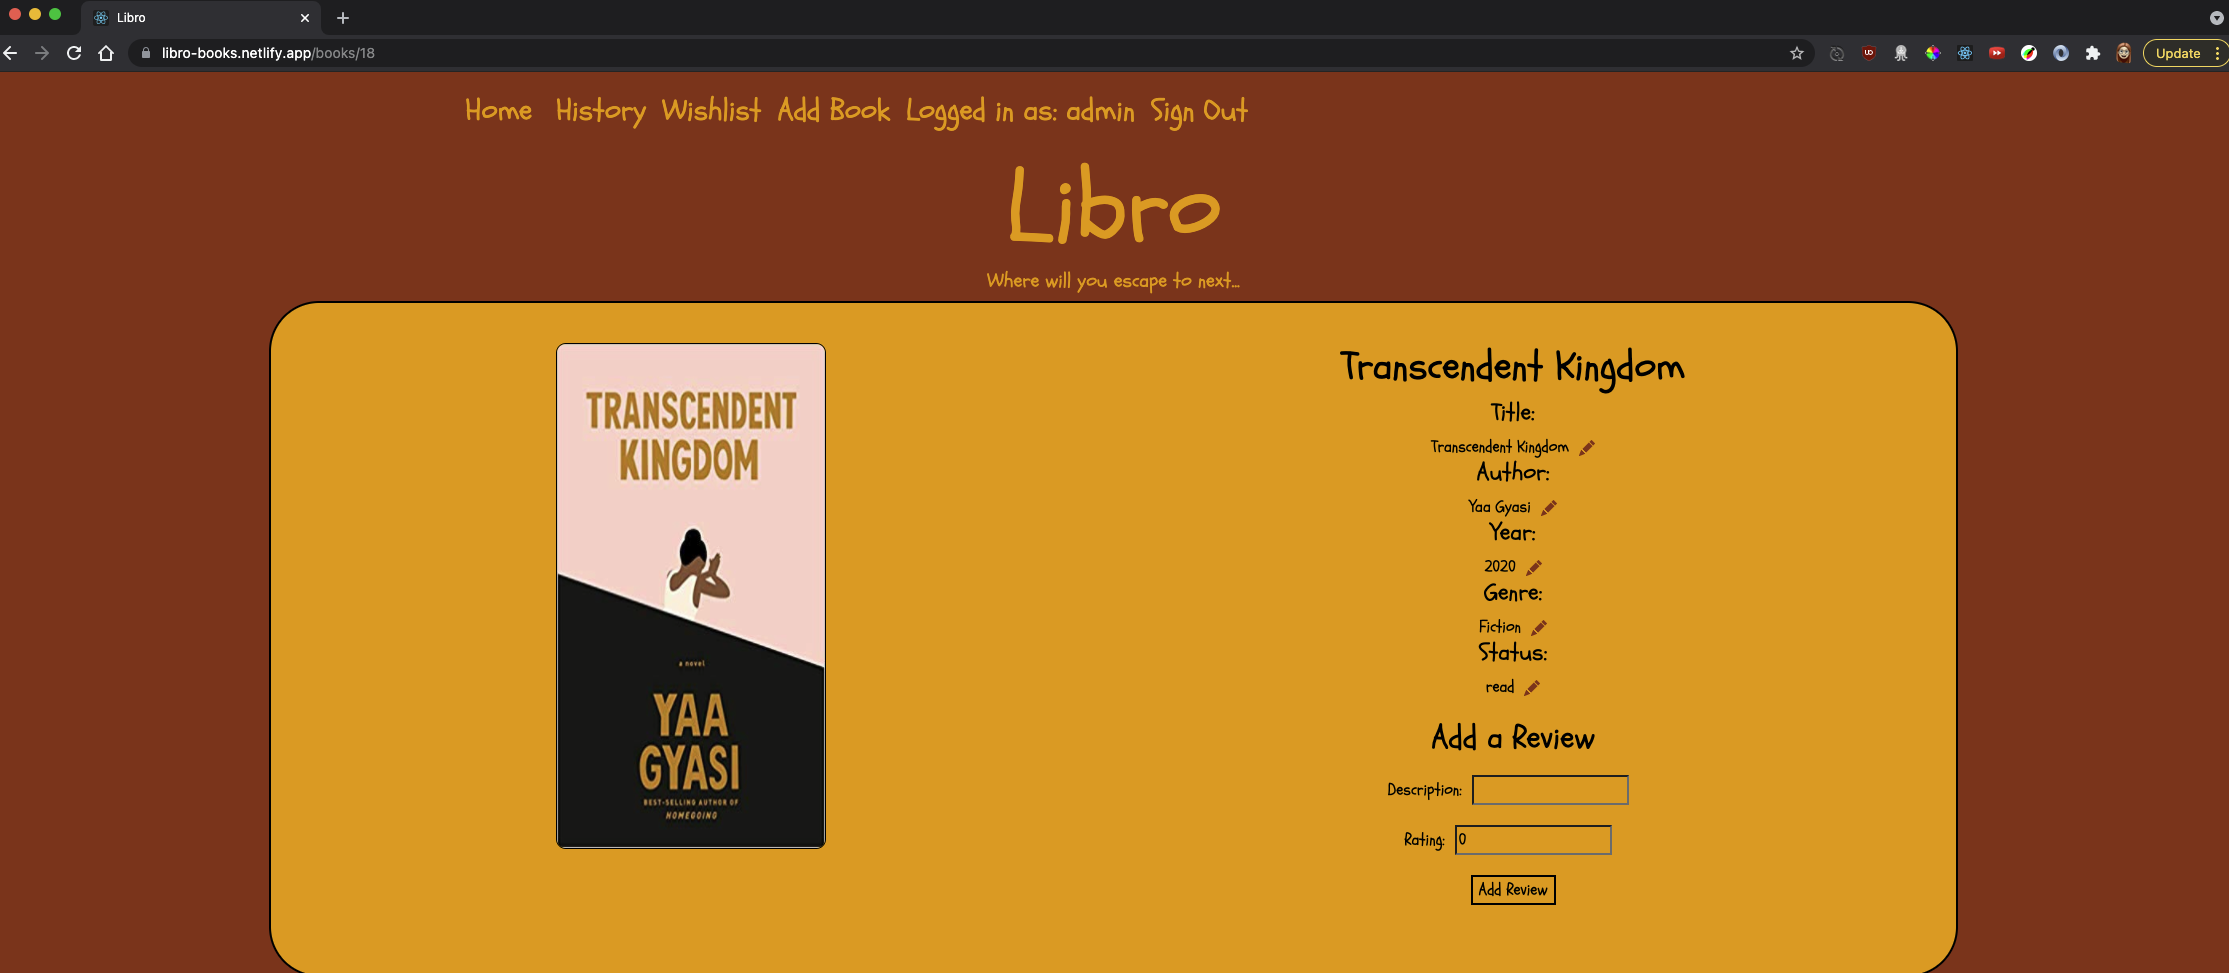 Libro
libro-books.netlify.app/books/18
Update
Home History Wishlist Add Book Logged in as: admin Sign Out
Libro
Where will you escape to next...
TRANSCENDENT
KINGDOM
a novel
YAA
GYASI
BEST-SELLING AUTHOR OF
HOMEGOING
Transcendent Kingdom
Title:
Transcendent Kingdom
Author:
Yaa Gyasi
Year:
2020
Genre:
Fiction
Status:
read
Add a Review
Description:
Rating: 0
Add Review